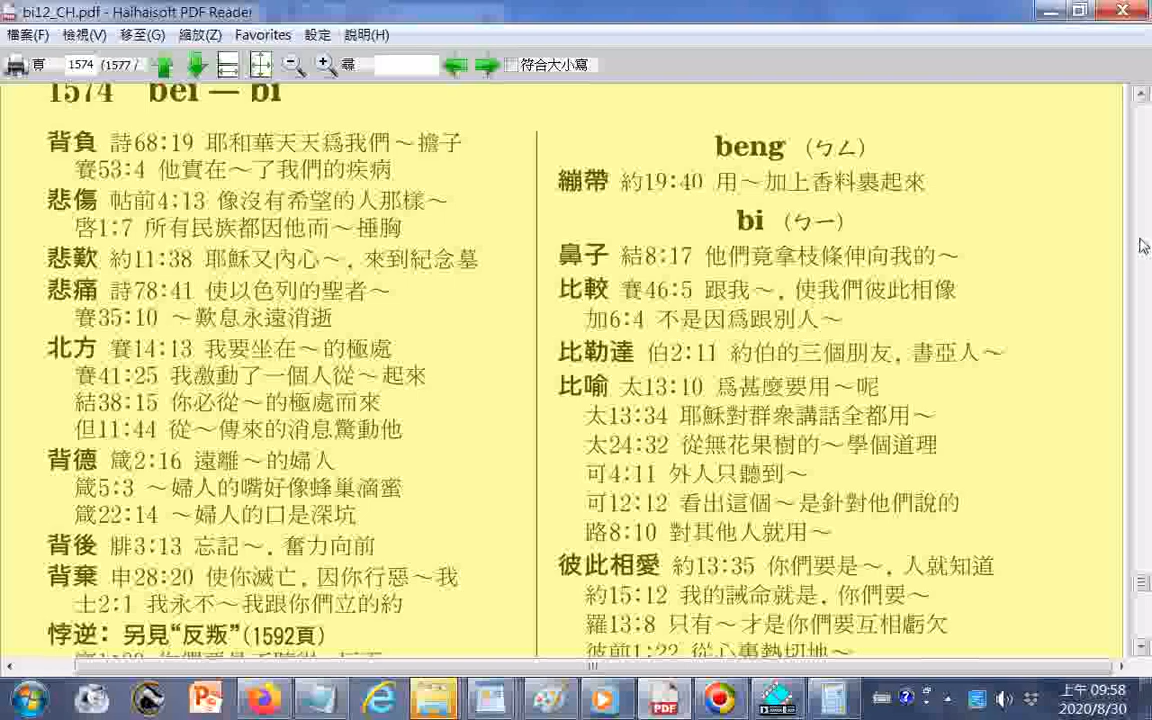 bi12_CH.pdf - Haihaisoft PDF Reader
檔案(F) 檢視(V) 移至(G) 縮放(Z) Favorites 設定 說明(H)
頁 1574 (1577 / 尋 符合大小寫
1574 bei — bi
背負 詩68:19 耶和華天天爲我們～擔子
賽53:4 他實在～了我們的疾病
悲傷 帖前4:13 像沒有希望的人那樣～
啓1:7 所有民族都因他而～捶胸
悲歎 約11:38 耶穌又內心～, 來到紀念墓
悲痛 詩78:41 使以色列的聖者～
賽35:10 ～歎息永遠消逝
北方 賽14:13 我要坐在～的極處
賽41:25 我激動了一個人從～起來
結38:15 你必從～的極處而來
但11:44 從～傳來的消息驚動他
背德 箴2:16 遠離～的婦人
箴5:3 ～婦人的嘴好像蜂巢滴蜜
箴22:14 ～婦人的口是深坑
背後 腓3:13 忘記～, 奮力向前
背棄 申28:20 使你滅亡, 因你行惡～我
士2:1 我永不～我跟你們立的約
悖逆: 另見“反叛”(1592頁)
beng (ㄅㄥ)
繃帶 約19:40 用～加上香料裹起來
bi (ㄅㄧ)
鼻子 結8:17 他們竟拿枝條伸向我的～
比較 賽46:5 跟我～, 使我們彼此相像
加6:4 不是因爲跟別人～
比勒達 伯2:11 約伯的三個朋友, 書亞人～
比喻 太13:10 爲甚麼要用～呢
太13:34 耶穌對群衆講話全都用～
太24:32 從無花果樹的～學個道理
可4:11 外人只聽到～
可12:12 看出這個～是針對他們說的
路8:10 對其他人就用～
彼此相愛 約13:35 你們要是～, 人就知道
約15:12 我的誡命就是, 你們要～
羅13:8 只有～才是你們要互相虧欠
彼前1:22 從心裏熱切地～
上午 09:58
2020/8/30